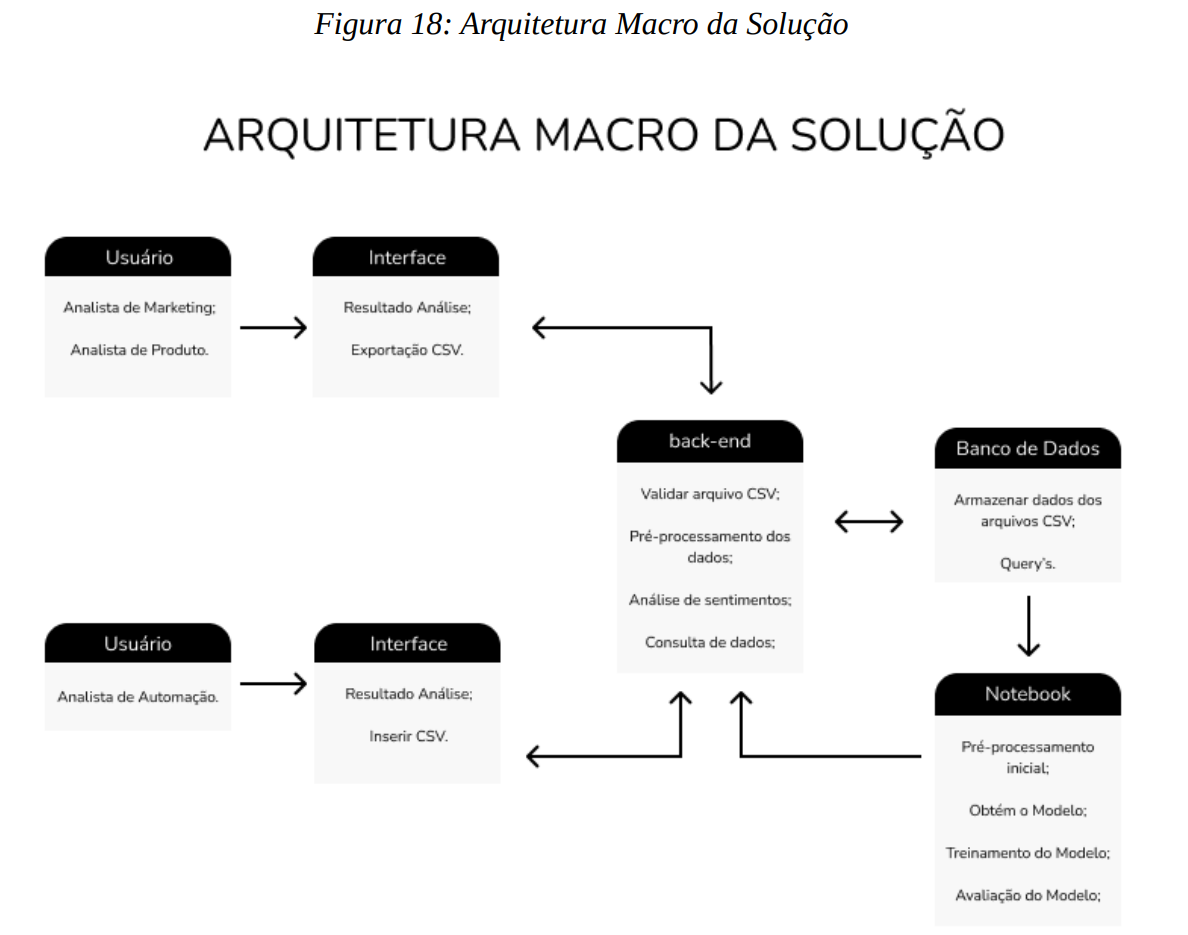 Figura 18: Arquitetura Macro da Solução
ARQUITETURA MACRO DA SOLUÇÃO
Usuário
Analista de Marketing;
Analista de Produto.
Interface
Resultado Análise;
Exportação CSV.
back-end
Validar arquivo CSV;
Pré-processamento dos
dados;
Análise de sentimentos;
Consulta de dados;
Banco de Dados
Armazenar dados dos
arquivos CSV;
Query's.
Usuário
Analista de Automação.
Interface
Resultado Análise;
Inserir CSV.
Notebook
Pré-processamento
inicial;
Obtém o Modelo;
Treinamento do Modelo;
Avaliação do Modelo;